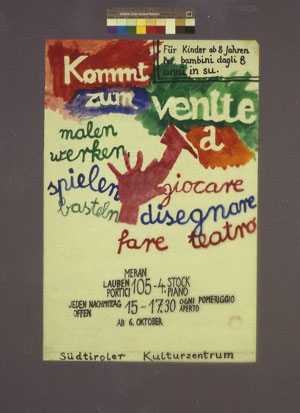 Für Kinder ab 8 Jahren
Per bambini dagli 8
anni in su.
Kommt
zum
venite
a
malen
werken
spielen
basteln
giocare
disegnare
fare teatro
MERAN
LAUBEN 105-4. STOCK
PORTICI PIANO
JEDEN NACHMITTAG 15-17.30 OGNI POMERIGGIO
OFFEN APERTO
AB 6. OKTOBER
Südtiroler Kulturzentrum